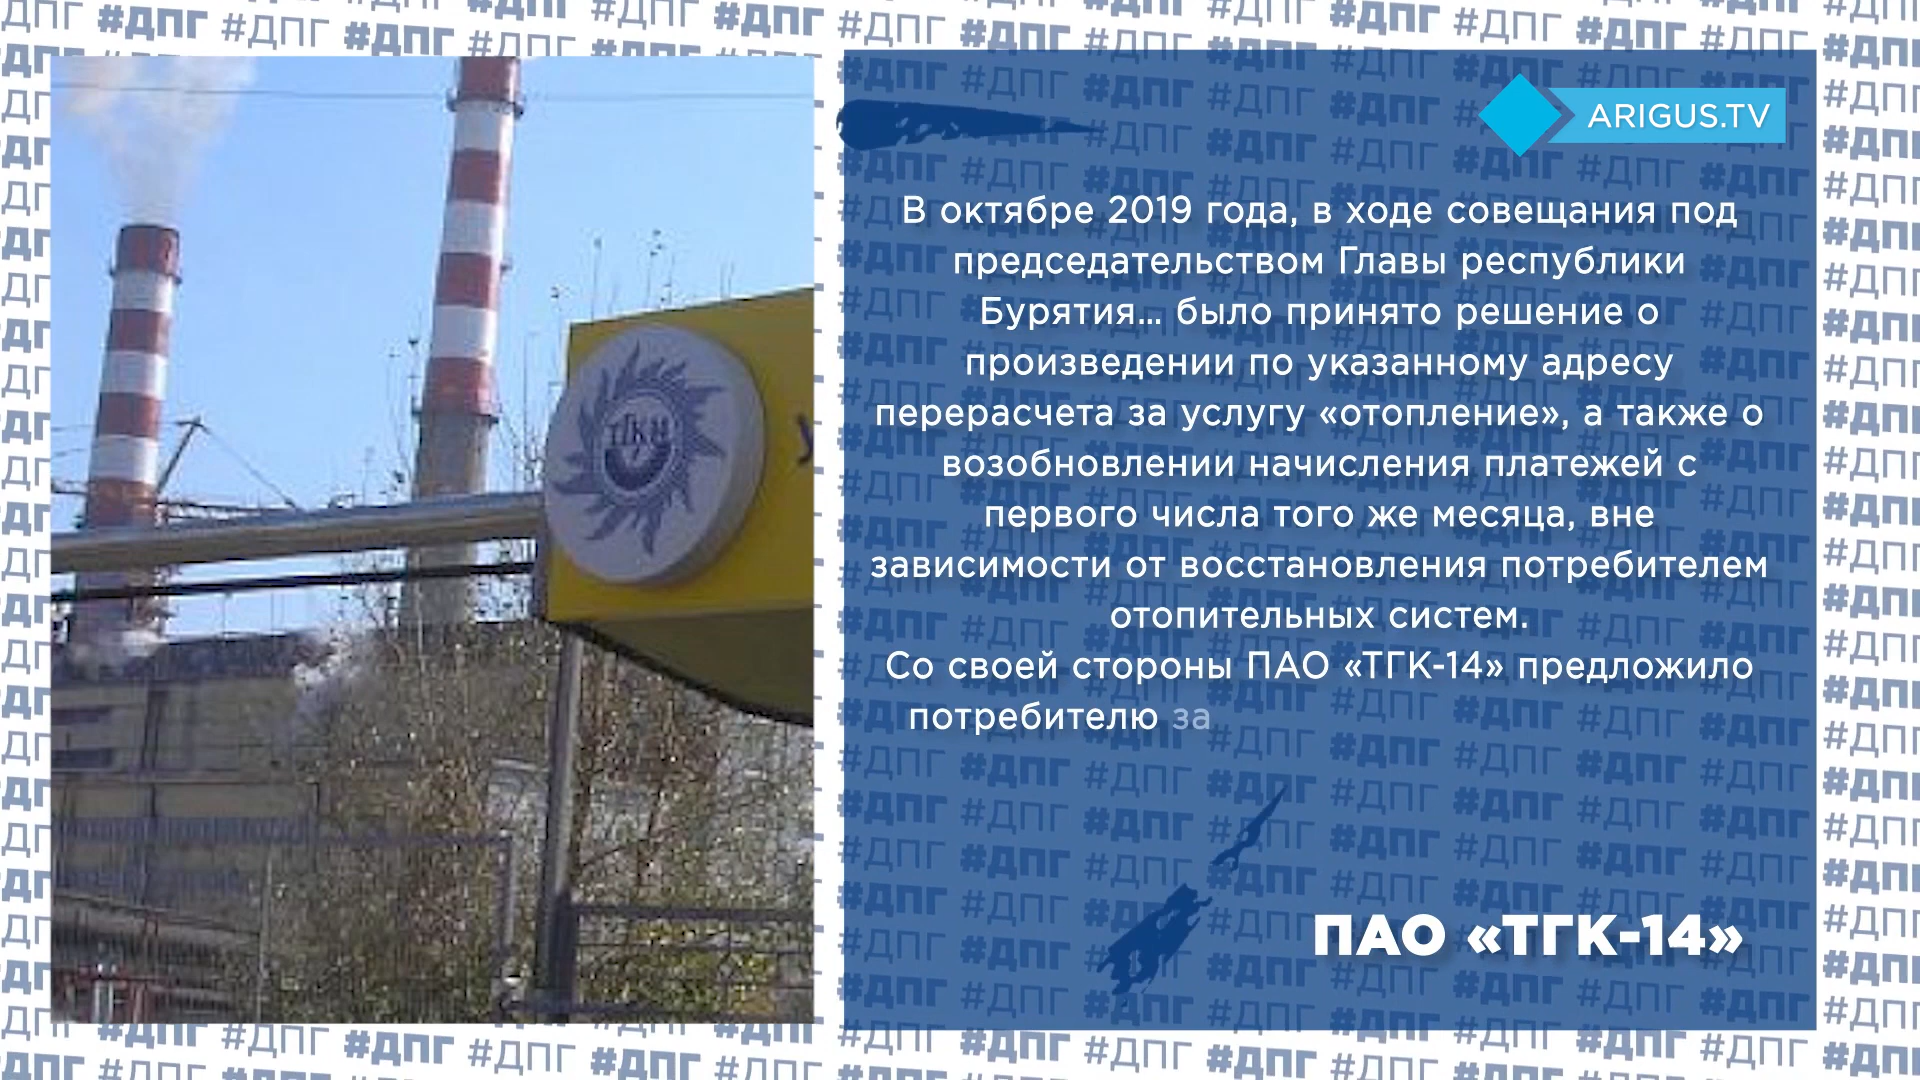 ARIGUS.TV
В октябре 2019 года, в ходе совещания под
председательством Главы республики
Бурятия... было принято решение о
произведении по указанному адресу
перерасчета за услугу «отопление», а также о
возобновлении начисления платежей с
первого числа того же месяца, вне
зависимости от восстановления потребителем
отопительных систем.
Со своей стороны ПАО «ТГК-14» предложило
потребителю за
ПАО «ТГК-14»
#ДПГ